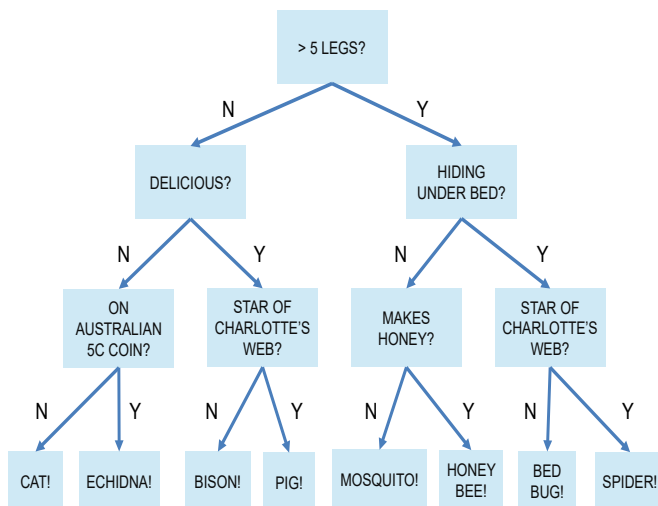 > 5 LEGS?
N
Y
DELICIOUS?
HIDING
UNDER BED?
N
Y
N
Y
ON
AUSTRALIAN
5C COIN?
STAR OF
CHARLOTTE'S
WEB?
MAKES
HONEY?
STAR OF
CHARLOTTE'S
WEB?
N
Y
N
Y
N
Y
N
Y
CAT!
ECHIDNA!
BISON!
PIG!
MOSQUITO!
HONEY
BEE!
BED
BUG!
SPIDER!